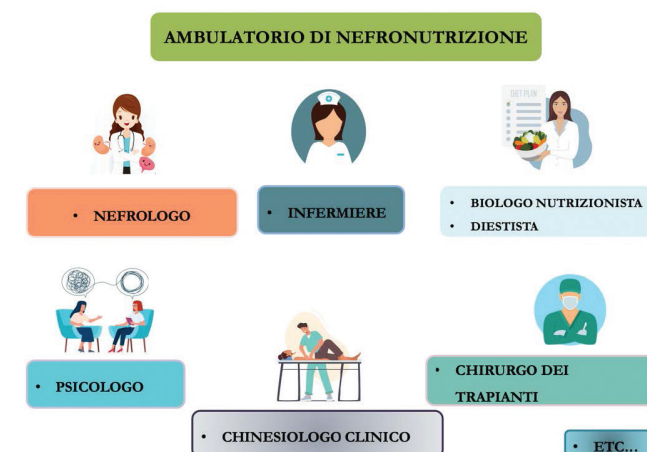 AMBULATORIO DI NEFRONUTRIZIONE
DIET-PLAN
• NEFROLOGO
• INFERMIERE
• BIOLOGO NUTRIZIONISTA
• DIESTISTA
• PSICOLOGO
• CHIRURGO DEI
TRAPIANTI
• CHINESIOLOGO CLINICO
• ETC...